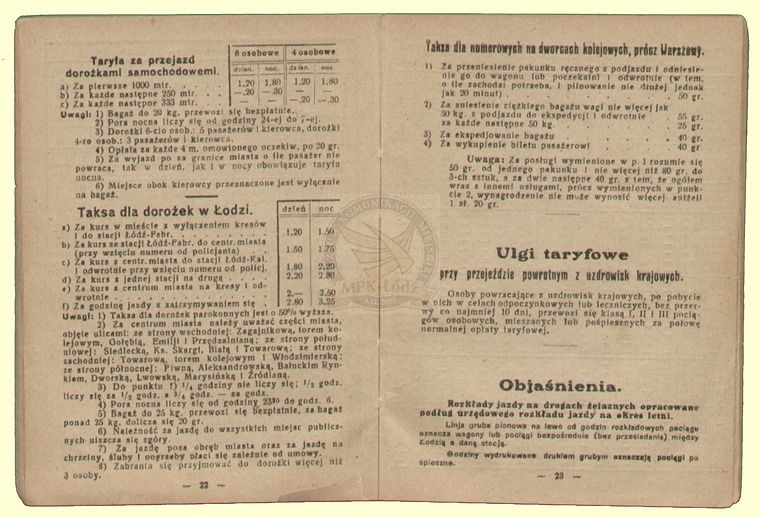 Taryfa za przejazd
dorożkami samochodowemi.
6 osobowe 4 osobowe
dzień. noc. dzień. noc.
a) Za pierwsze 1000 mtr. . . . 1.20 1.80 1.20 1.80
b) Za każde następne 250 mtr. . . —.20 —.30 — —
c) Za każde następne 333 mtr. . . — — —.20 —.30
Uwagi: 1) Bagaż do 20 kg. przewozi się bezpłatnie.
2) Pora nocna liczy się od godziny 24-ej do 7-ej.
3) Dorożki 6-cio osob.: 5 pasażerów i kierowca, dorożki
4-ro osob.: 3 pasażerów i kierowca.
4) Opłata za każde 4 m. omówionego oczekiw. po 20 gr.
5) Za wyjazd po za granice miasta o ile pasażer nie
powraca, tak w dzień, jak i w nocy obowiązuje taryfa
nocna.
6) Miejsce obok kierowcy przeznaczone jest wyłącznie
na bagaż.
Taksa dla dorożek w Łodzi.
dzień noc
a) Za kurs w mieście z wyłączeniem kresów
i do stacji Łódź-Fabr. . . . . . . . 1.20 1.50
b) Za kurs ze stacji Łódź-Fabr. do centr. miasta
(przy wzięciu numeru od policjanta) . . . 1.50 1.75
c) Za kurs z centr. miasta do stacji Łódź-Kal.
i odwrotnie przy wzięciu numeru od policj. 1.80 2.20
d) Za kurs z jednej stacji na drugą . . . . 2.20 2.80
e) Za kurs z centrum miasta na kresy i od-
wrotnie . . . . . . . . . . . 2.— 2.50
f) Za godzinę jazdy z zatrzymywaniem się . . 2.80 3.25
Uwagi: 1) Taksa dla dorożek parokonnych jest o 50% wyższa.
2) Za centrum miasta należy uważać części miasta,
objęte ulicami: ze strony wschodniej: Zagajnikową, torem ko-
lejowym, Gołębią, Emilji i Przędzalnianą; ze strony połud-
niowej: Siedlecką, Ks. Skargi, Białą i Towarową; ze strony
zachodniej: Towarową, torem kolejowym i Włodzimierską;
ze strony północnej: Piwną, Aleksandrowską, Bałuckim Ryn-
kiem, Dworską, Lwowską, Marysińską i Źródlaną.
3) Do punktu f) 1/4 godziny nie liczy się; 1/2 godz.
liczy się za 1/2 godz. a 3/4 godz. — za godz.
4) Pora nocna liczy się od godziny 23³⁰ do godz. 6.
5) Bagaż do 25 kg. przewozi się bezpłatnie, za bagaż
ponad 25 kg. dolicza się 20 gr.
6) Należność za jazdę do wszystkich miejsc publicz-
nych uiszcza się zgóry.
7) Za jazdę poza obręb miasta oraz za jazdę na
chrzciny, śluby i pogrzeby płaci się zależnie od umowy.
8) Zabrania się przyjmować do dorożki więcej niż
3 osoby.
— 22 —
Taksa dla numerowych na dworcach kolejowych, prócz Warszawy.
1) Za przeniesienie pakunku ręcznego z podjazdu i odniesie-
nie go do wagonu (ub poczekalni i odwrotnie (w tem,
o ile zachodzi potrzeba, i pilnowanie nie dłużej jednak
jak 20 minut) . . . . . . . . . . 50 gr.
2) Za zniesienie ciężkiego bagażu wagi nie więcej jak
50 kg. z podjazdu do ekspedycji i odwrotnie . 55 gr.
za każde następne 50 kg. . . . . . . 25 gr.
3) Za ekspedjowanie bagażu . . . . . . 40 gr.
4) Za wykupienie biletu pasażerowi . . . . 40 gr.
Uwaga: Za posługi wymienione w p. 1 rozumie się
50 gr. od jednego pakunku i nie więcej niż 80 gr. do
3-ch sztuk, a za dwie następne 40 gr. z tem, że ogółem
wraz z innemi usługami, prócz wymienionych w punk-
cie 2, wynagrodzenie nie może wynosić więcej aniżeli
1 zł. 20 gr.
Ulgi taryfowe
przy przejeździe powrotnym z uzdrowisk krajowych.
Osoby powracające z uzdrowisk krajowych, po pobycie
w nich w celach odpoczynkowych lub leczniczych, bez przer-
wy co najmniej 10 dni, przewozi się klasą I, II i III pocią-
gów osobowych, mieszanych lub pośpiesznych za połowę
normalnej opłaty taryfowej.
Objaśnienia.
Rozkłady jazdy na drogach żelaznych opracowane
podług urzędowego rozkładu jazdy na okres letni.
Linja gruba pionowa na lewo od godzin rozkładowych pociągu
oznacza wagony lub pociągi bezpośrednie (bez przesiadania) między
Łodzią a daną stacją.
Godziny wydrukowane drukiem grubym oznaczają pociągi po
spieszne.
— 23 —
MPK-Łódź